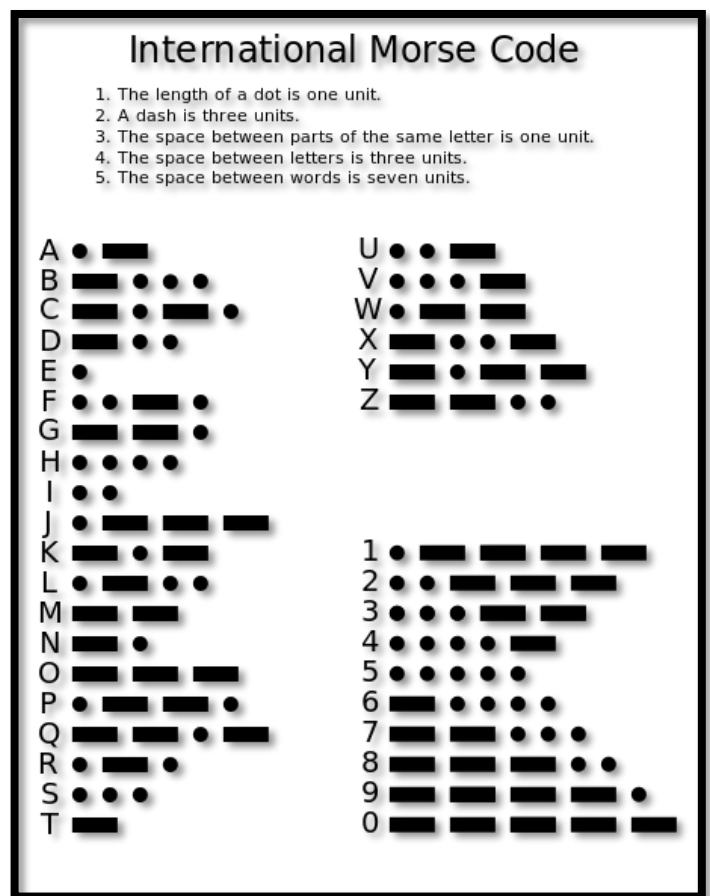 International Morse Code
1. The length of a dot is one unit.
2. A dash is three units.
3. The space between parts of the same letter is one unit.
4. The space between letters is three units.
5. The space between words is seven units.
A ● ▬
B ▬ ● ● ●
C ▬ ● ▬ ●
D ▬ ● ●
E ●
F ● ● ▬ ●
G ▬ ▬ ●
H ● ● ● ●
I ● ●
J ● ▬ ▬ ▬
K ▬ ● ▬
L ● ▬ ● ●
M ▬ ▬
N ▬ ●
O ▬ ▬ ▬
P ● ▬ ▬ ●
Q ▬ ▬ ● ▬
R ● ▬ ●
S ● ● ●
T ▬
U ● ● ▬
V ● ● ● ▬
W ● ▬ ▬
X ▬ ● ● ▬
Y ▬ ● ▬ ▬
Z ▬ ▬ ● ●
1 ● ▬ ▬ ▬ ▬
2 ● ● ▬ ▬ ▬
3 ● ● ● ▬ ▬
4 ● ● ● ● ▬
5 ● ● ● ● ●
6 ▬ ● ● ● ●
7 ▬ ▬ ● ● ●
8 ▬ ▬ ▬ ● ●
9 ▬ ▬ ▬ ▬ ●
0 ▬ ▬ ▬ ▬ ▬